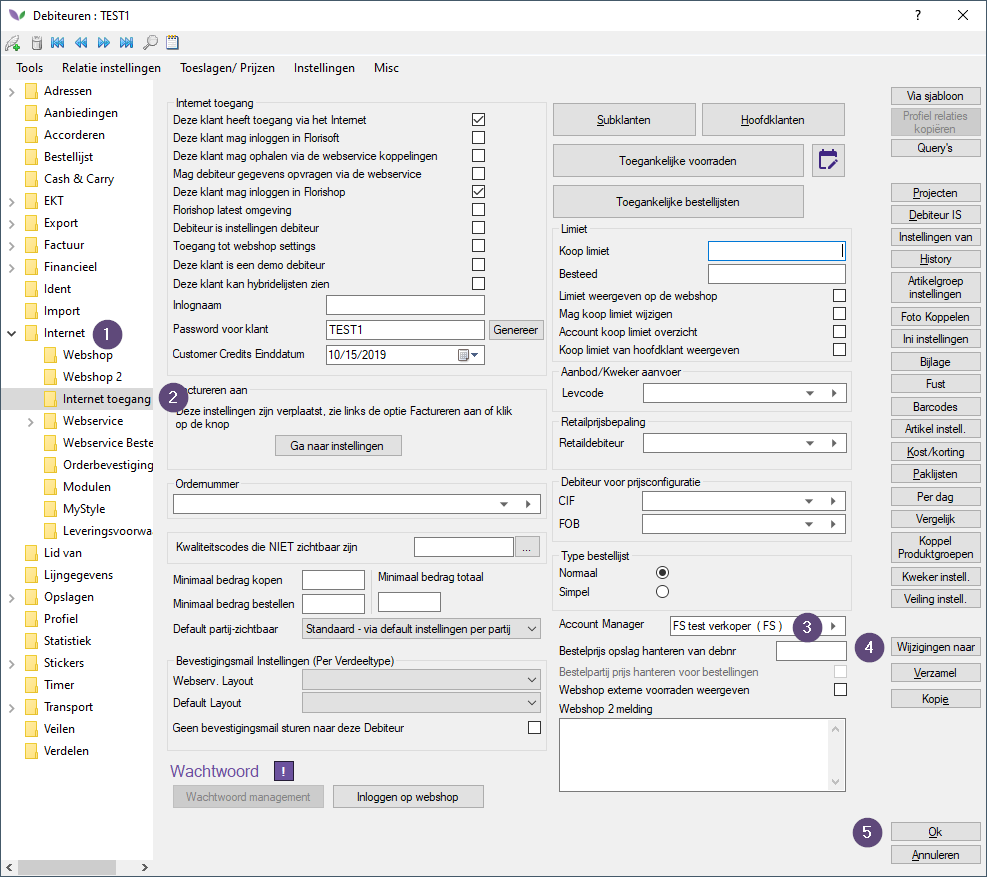 Debiteuren : TEST1
?
Tools Relatie instellingen Toeslagen/ Prijzen Instellingen Misc
Adressen
Aanbiedingen
Accorderen
Bestellijst
Cash & Carry
EKT
Export
Factuur
Financieel
Ident
Import
Internet 1
Webshop
Webshop 2
Internet toegang 2
Webservice
Webservice Beste
Orderbevestiging
Modulen
MyStyle
Leveringsvoorwa
Lid van
Lijngegevens
Opslagen
Profiel
Statistiek
Stickers
Timer
Transport
Veilen
Verdelen
Internet toegang
Deze klant heeft toegang via het Internet
Deze klant mag inloggen in Florisoft
Deze klant mag ophalen via de webservice koppelingen
Mag debiteur gegevens opvragen via de webservice
Deze klant mag inloggen in Florishop
Florishop latest omgeving
Debiteur is instellingen debiteur
Toegang tot webshop settings
Deze klant is een demo debiteur
Deze klant kan hybridelijsten zien
Inlognaam
Password voor klant TEST1 Genereer
Customer Credits Einddatum 10/15/2019
actureren aan
Deze instellingen zijn verplaatst, zie links de optie Factureren aan of klik
op de knop
Ga naar instellingen
Ordernummer
Kwaliteitscodes die NIET zichtbaar zijn ...
Minimaal bedrag kopen Minimaal bedrag totaal
Minimaal bedrag bestellen
Default partij-zichtbaar Standaard - via default instellingen per partij
Bevestigingsmail Instellingen (Per Verdeeltype)
Webserv. Layout
Default Layout
Geen bevestigingsmail sturen naar deze Debiteur
Wachtwoord !
Wachtwoord management Inloggen op webshop
Subklanten Hoofdklanten
Toegankelijke voorraden
Toegankelijke bestellijsten
Limiet
Koop limiet
Besteed
Limiet weergeven op de webshop
Mag koop limiet wijzigen
Account koop limiet overzicht
Koop limiet van hoofdklant weergeven
Aanbod/Kweker aanvoer
Levcode
Retailprijsbepaling
Retaildebiteur
Debiteur voor prijsconfiguratie
CIF
FOB
Type bestellijst
Normaal
Simpel
Account Manager FS test verkoper ( FS ) 3
Bestelprijs opslag hanteren van debnr
Bestelpartij prijs hanteren voor bestellingen
Webshop externe voorraden weergeven
Webshop 2 melding
Via sjabloon
Profiel relaties
kopiëren
Query's
Projecten
Debiteur IS
Instellingen van
History
Artikelgroep
instellingen
Foto Koppelen
Ini instellingen
Bijlage
Fust
Barcodes
Artikel instell.
Kost/korting
Paklijsten
Per dag
Vergelijk
Koppel
Produktgroepen
Kweker instell.
Veiling instell.
4 Wijzigingen naar
Verzamel
Kopie
5 Ok
Annuleren